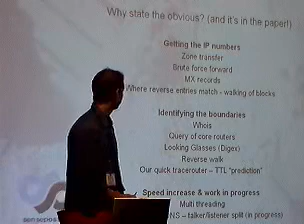 Why state the obvious? (and it's in the paper!)
Getting the IP numbers
Zone transfer
Brute force forward
MX records
Where reverse entries match - walking of blocks
Identifying the boundaries
Whois
Query of core routers
Looking Glasses (Digex)
Reverse walk
Our quick tracerouter – TTL "prediction"
Speed increase & work in progress
Multi threading
NS - talker/listener split (in progress)